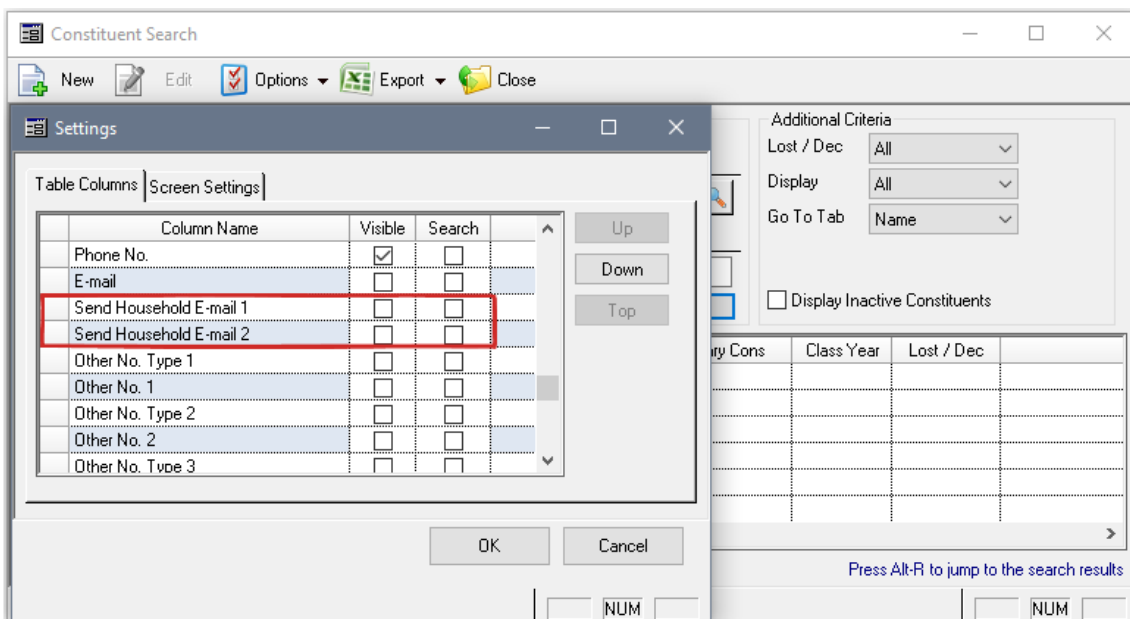 Constituent Search
New Edit Options Export Close
Settings
Additional Criteria
Lost / Dec All
Display All
Go To Tab Name
Display Inactive Constituents
Table Columns Screen Settings
Column Name Visible Search
Phone No.
E-mail
Send Household E-mail 1
Send Household E-mail 2
Other No. Type 1
Other No. 1
Other No. Type 2
Other No. 2
Other No. Type 3
Up
Down
Top
OK Cancel
NUM
Cons Class Year Lost / Dec
Press Alt-R to jump to the search results
NUM